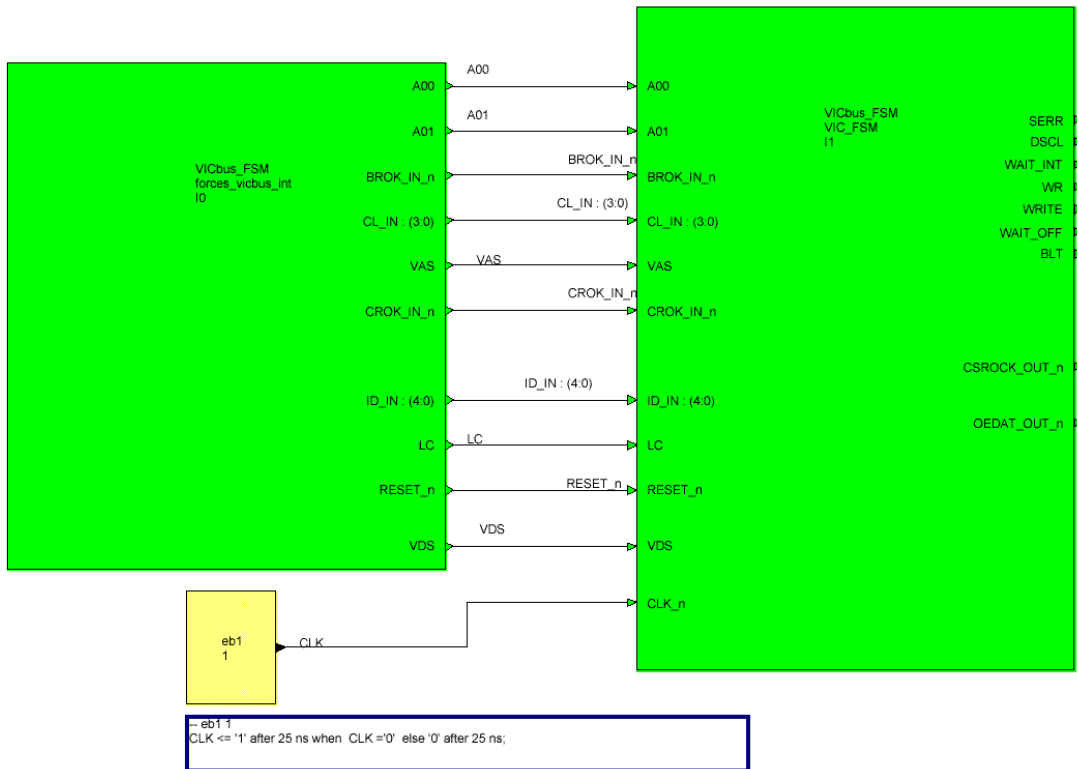 A00
A01
BROK_IN_n
CL_IN : (3:0)
VAS
CROK_IN_n
ID_IN : (4:0)
LC
RESET_n
VDS
VICbus_FSM
forces_vicbus_int
I0
A00
A01
BROK_IN_n
CL_IN : (3:0)
VAS
CROK_IN_n
ID_IN : (4:0)
LC
RESET_n
VDS
A00
A01
BROK_IN_n
CL_IN : (3:0)
VAS
CROK_IN_n
ID_IN : (4:0)
LC
RESET_n
VDS
CLK_n
VICbus_FSM
VIC_FSM
I1
SERR
DSCL
WAIT_INT
WR
WRITE
WAIT_OFF
BLT
CSROCK_OUT_n
OEDAT_OUT_n
eb1
1
CLK
-- eb1 1
CLK <= '1' after 25 ns when  CLK ='0'  else '0' after 25 ns;